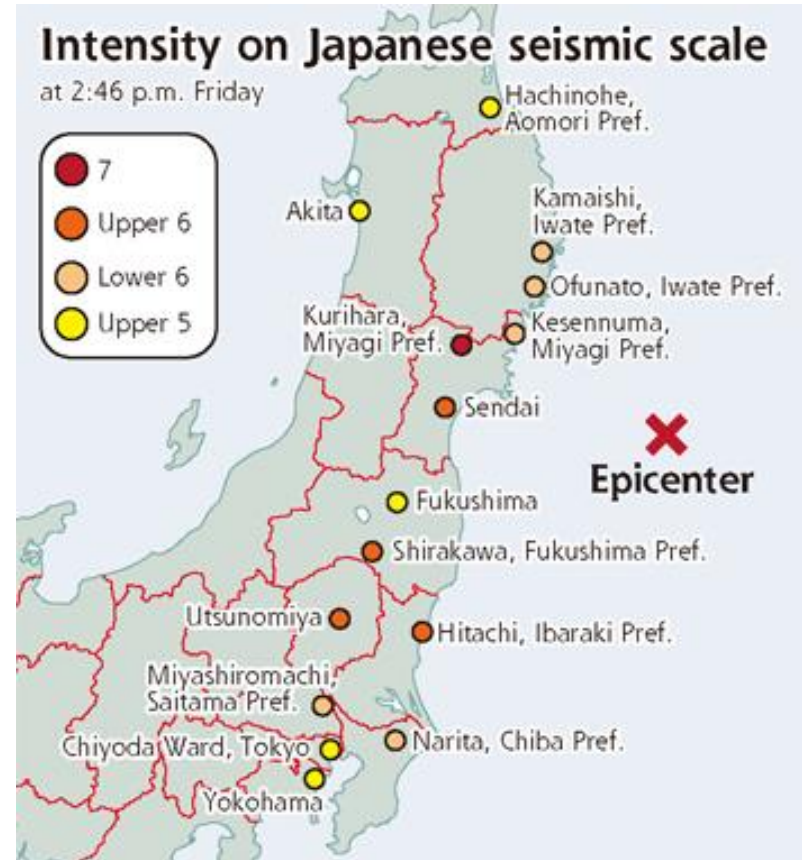 Intensity on Japanese seismic scale
at 2:46 p.m. Friday
7
Upper 6
Lower 6
Upper 5
Hachinohe,
Aomori Pref.
Akita
Kamaishi,
Iwate Pref.
Ofunato, Iwate Pref.
Kurihara,
Miyagi Pref.
Kesennuma,
Miyagi Pref.
Sendai
Epicenter
Fukushima
Shirakawa, Fukushima Pref.
Utsunomiya
Hitachi, Ibaraki Pref.
Miyashiromachi,
Saitama Pref.
Chiyoda Ward, Tokyo
Narita, Chiba Pref.
Yokohama